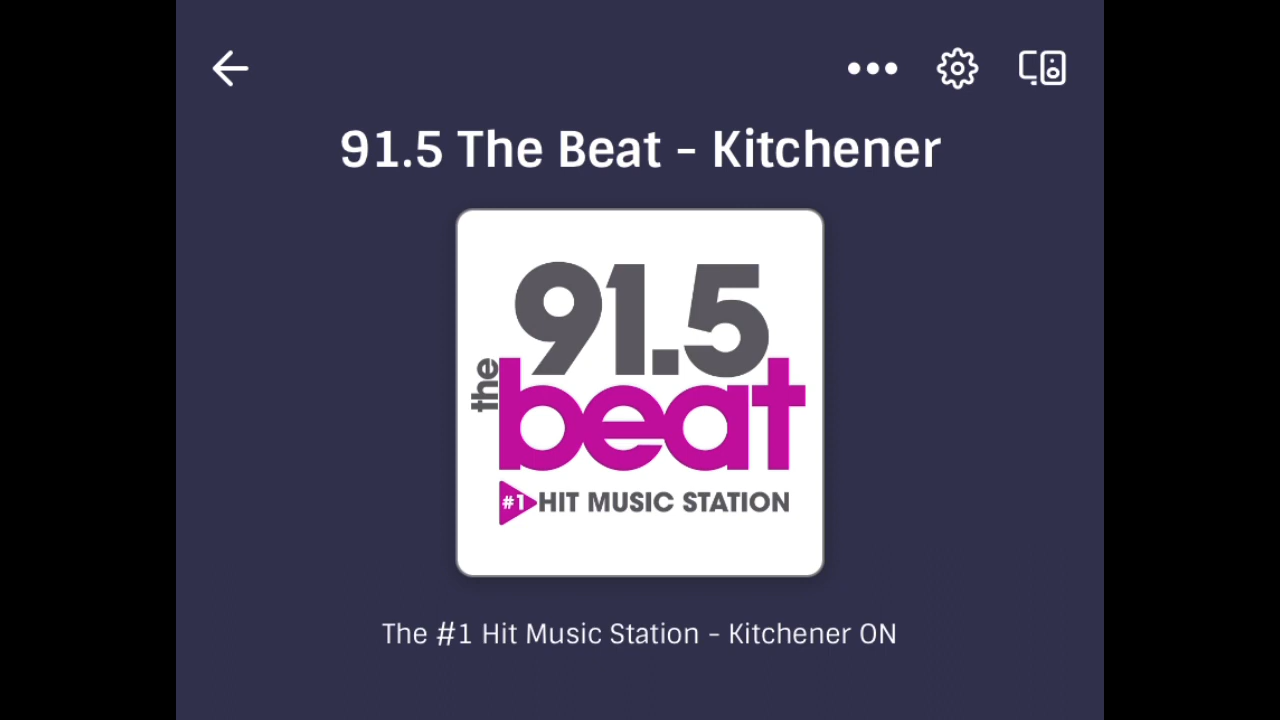 91.5 The Beat - Kitchener
91.5
the
beat
#1 HIT MUSIC STATION
The #1 Hit Music Station - Kitchener ON